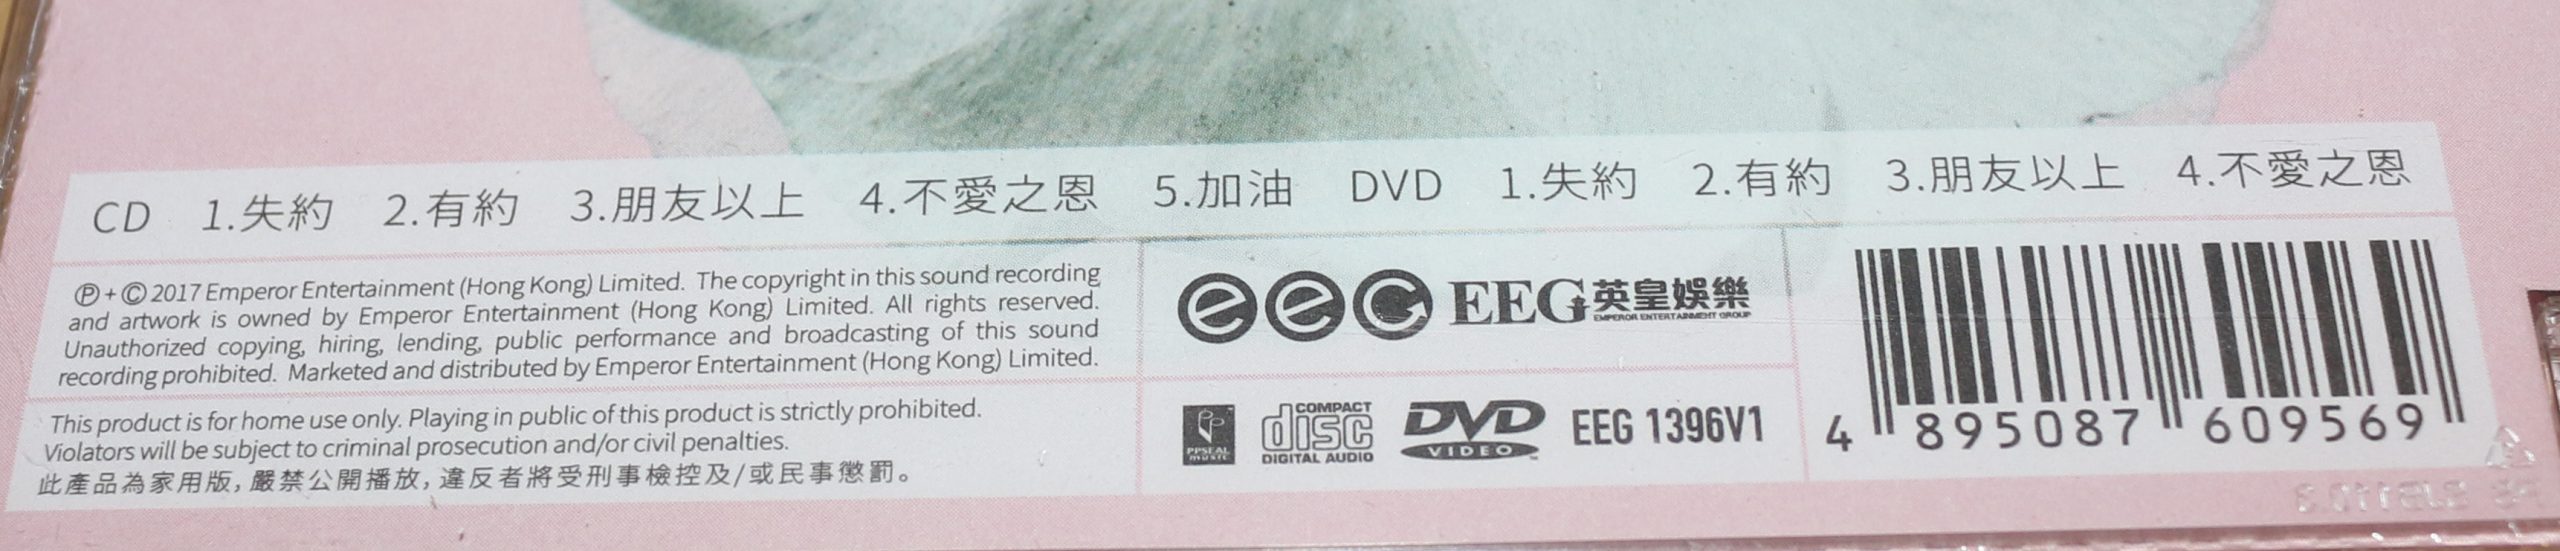 CD 1.失約 2.有約 3.朋友以上 4.不愛之恩 5.加油 DVD 1.失約 2.有約 3.朋友以上 4.不愛之恩
Ⓟ+© 2017 Emperor Entertainment (Hong Kong) Limited. The copyright in this sound recording
and artwork is owned by Emperor Entertainment (Hong Kong) Limited. All rights reserved.
Unauthorized copying, hiring, lending, public performance and broadcasting of this sound
recording prohibited. Marketed and distributed by Emperor Entertainment (Hong Kong) Limited.
This product is for home use only. Playing in public of this product is strictly prohibited.
Violators will be subject to criminal prosecution and/or civil penalties.
此產品為家用版，嚴禁公開播放，違反者將受刑事檢控及/或民事懲罰。
eec EEG 英皇娛樂
EMPEROR ENTERTAINMENT GROUP
PPSEAL
music
COMPACT
disc
DIGITAL AUDIO
DVD
VIDEO
EEG 1396V1
4 895087 609569